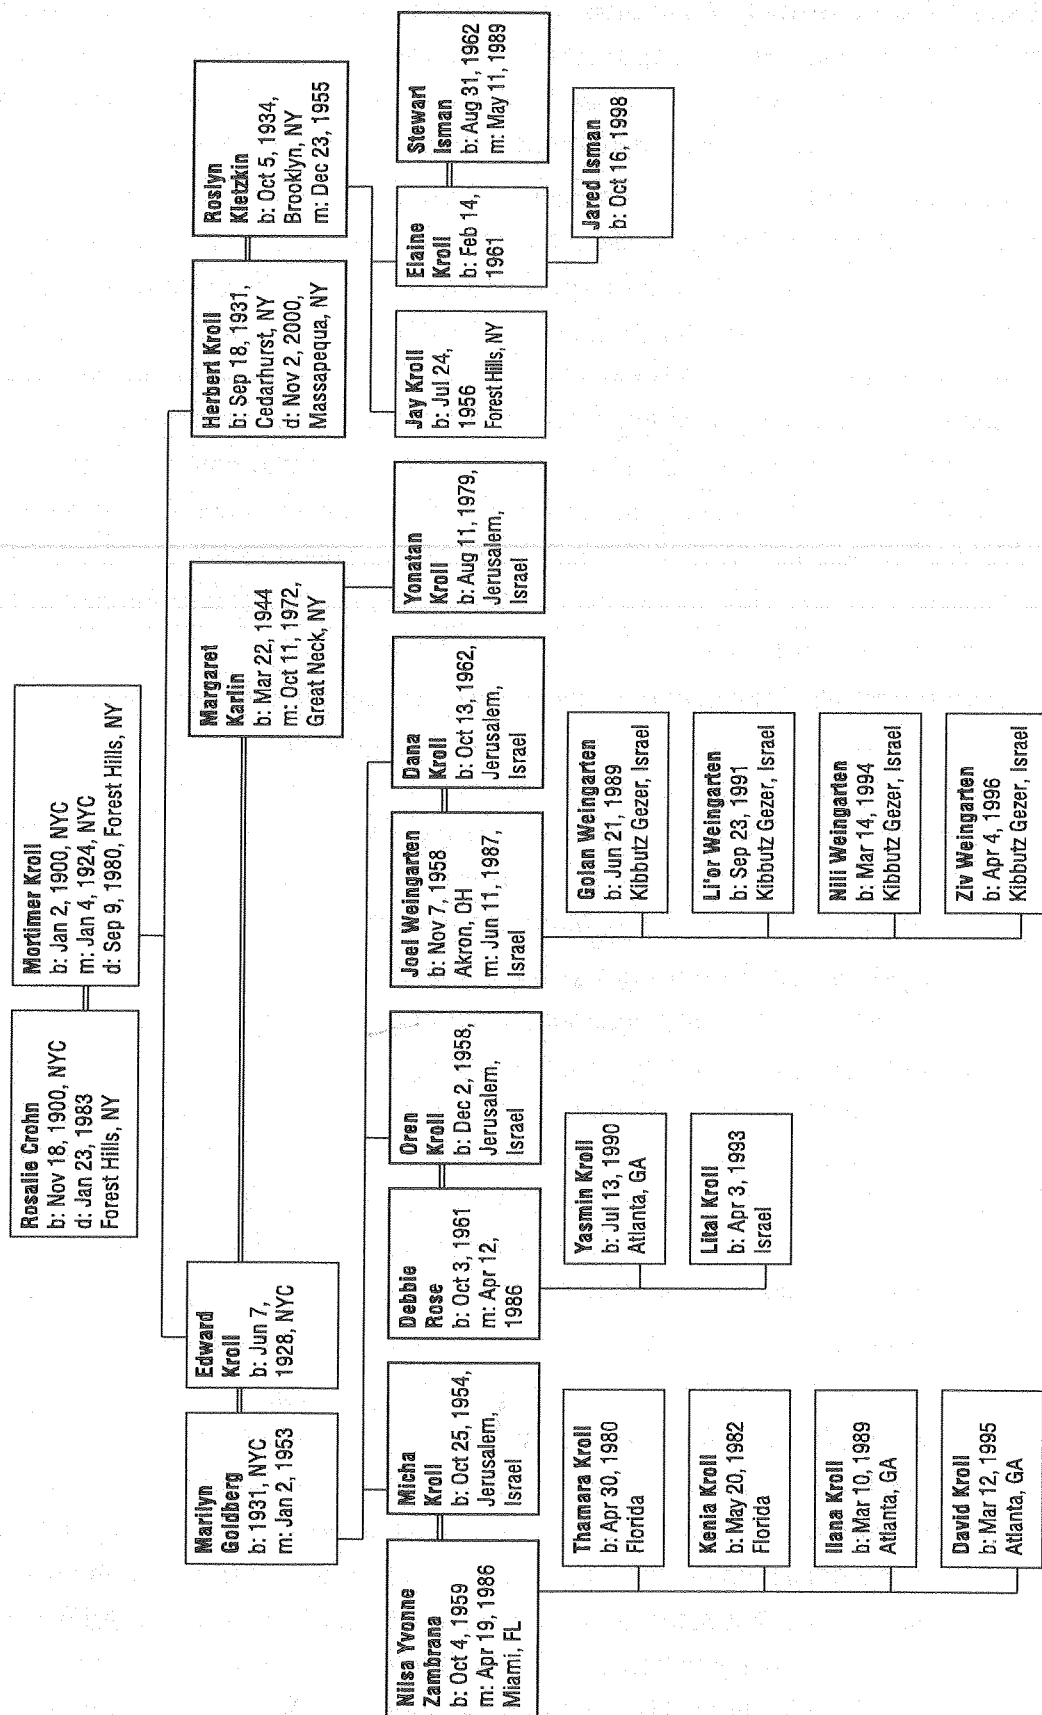 Rosalie Crohn
b: Nov 18, 1900, NYC
d: Jan 23, 1983
Forest Hills, NY
Mortimer Kroll
b: Jan 2, 1900, NYC
m: Jan 4, 1924, NYC
d: Sep 9, 1980, Forest Hills, NY
Marilyn
Goldberg
b: 1931, NYC
m: Jan 2, 1953
Edward
Kroll
b: Jun 7,
1928, NYC
Margaret
Karlin
b: Mar 22, 1944
m: Oct 11, 1972,
Great Neck, NY
Herbert Kroll
b: Sep 18, 1931,
Cedarhurst, NY
d: Nov 2, 2000,
Massapequa, NY
Roslyn
Kletzkin
b: Oct 5, 1934,
Brooklyn, NY
m: Dec 23, 1955
Nilsa Yvonne
Zambrana
b: Oct 4, 1959
m: Apr 19, 1986
Miami, FL
Micha
Kroll
b: Oct 25, 1954,
Jerusalem,
Israel
Debbie
Rose
b: Oct 3, 1961
m: Apr 12,
1986
Oren
Kroll
b: Dec 2, 1958,
Jerusalem,
Israel
Joel Weingarten
b: Nov 7, 1958
Akron, OH
m: Jun 11, 1987,
Israel
Dana
Kroll
b: Oct 13, 1962,
Jerusalem,
Israel
Yonatan
Kroll
b: Aug 11, 1979,
Jerusalem,
Israel
Jay Kroll
b: Jul 24,
1956
Forest Hills, NY
Elaine
Kroll
b: Feb 14,
1961
Stewart
Isman
b: Aug 31, 1962
m: May 11, 1989
Thamara Kroll
b: Apr 30, 1980
Florida
Kenia Kroll
b: May 20, 1982
Florida
Ilana Kroll
b: Mar 10, 1989
Atlanta, GA
David Kroll
b: Mar 12, 1995
Atlanta, GA
Yasmin Kroll
b: Jul 13, 1990
Atlanta, GA
Lital Kroll
b: Apr 3, 1993
Israel
Golan Weingarten
b: Jun 21, 1989
Kibbutz Gezer, Israel
Li'or Weingarten
b: Sep 23, 1991
Kibbutz Gezer, Israel
Nili Weingarten
b: Mar 14, 1994
Kibbutz Gezer, Israel
Ziv Weingarten
b: Apr 4, 1996
Kibbutz Gezer, Israel
Jared Isman
b: Oct 16, 1998